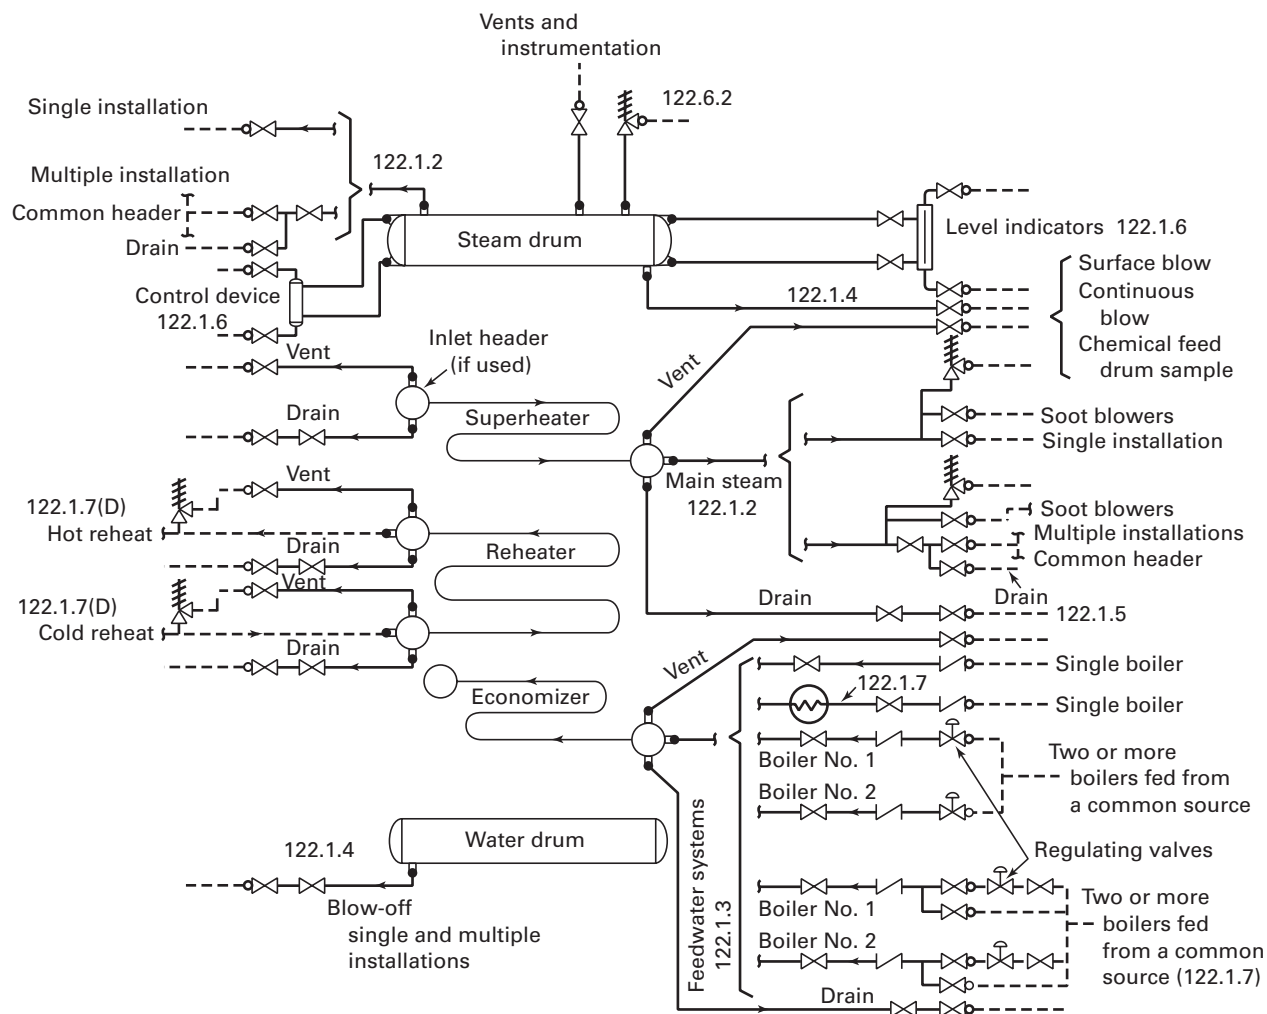 Vents and
instrumentation
Single installation
122.6.2
122.1.2
Multiple installation
Common header
Drain
Steam drum
Level indicators 122.1.6
Control device
122.1.6
122.1.4
Surface blow
Continuous
blow
Chemical feed
drum sample
Vent
Inlet header
(if used)
Vent
Drain
Superheater
Soot blowers
Single installation
Main steam
122.1.2
Vent
122.1.7(D)
Hot reheat
Drain
Reheater
Soot blowers
Multiple installations
Common header
Drain
Vent
122.1.7(D)
Cold reheat
Drain
Drain
122.1.5
Vent
Economizer
Single boiler
122.1.7
Single boiler
Boiler No. 1
Boiler No. 2
Two or more
boilers fed from
a common source
Regulating valves
Water drum
122.1.4
Blow-off
single and multiple
installations
Feedwater systems
122.1.3
Boiler No. 1
Boiler No. 2
Two or more
boilers fed
from a common
source (122.1.7)
Drain